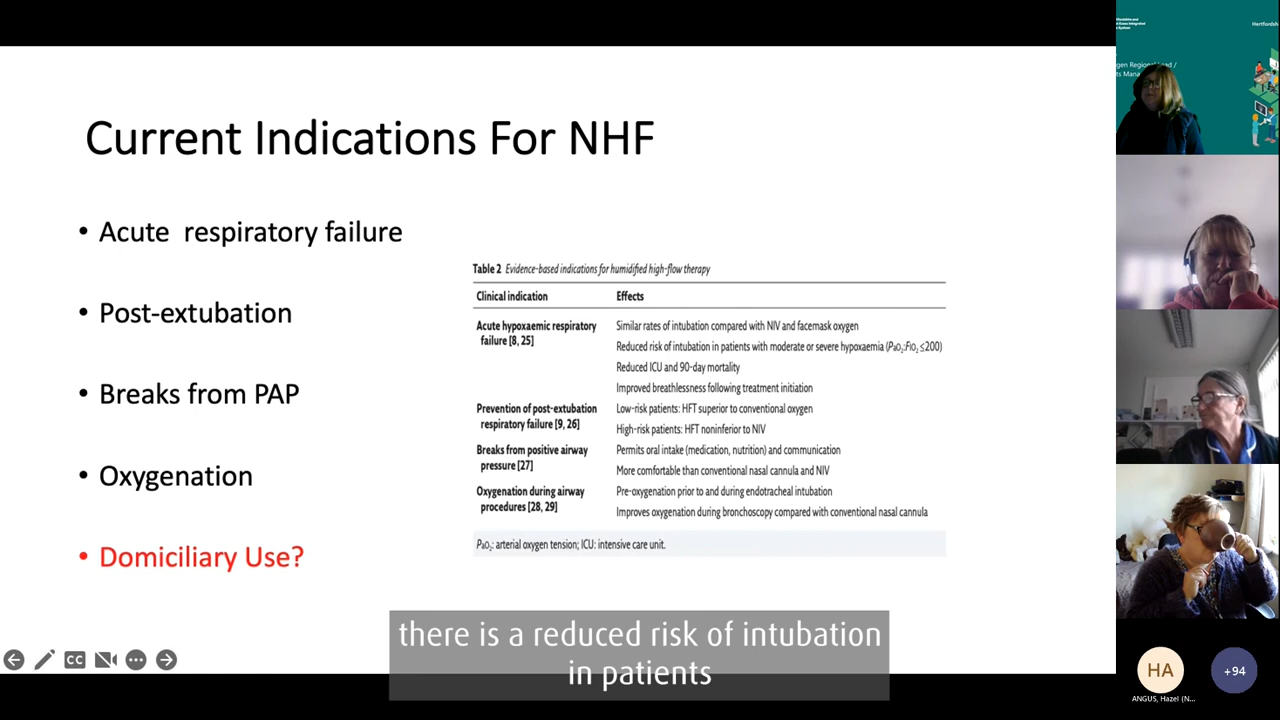 Current Indications For NHF
• Acute respiratory failure
• Post-extubation
• Breaks from PAP
• Oxygenation
• Domiciliary Use?
Table 2 Evidence-based indications for humidified high-flow therapy
Clinical indication Effects
Acute hypoxaemic respiratory failure [8, 25] Similar rates of intubation compared with NIV and facemask oxygen
Reduced risk of intubation in patients with moderate or severe hypoxaemia (PaO₂:FIO₂ ≤200)
Reduced ICU and 90-day mortality
Improved breathlessness following treatment initiation
Prevention of post-extubation respiratory failure [9, 26] Low-risk patients: HFT superior to conventional oxygen
High-risk patients: HFT noninferior to NIV
Breaks from positive airway pressure [27] Permits oral intake (medication, nutrition) and communication
More comfortable than conventional nasal cannula and NIV
Oxygenation during airway procedures [28, 29] Pre-oxygenation prior to and during endotracheal intubation
Improves oxygenation during bronchoscopy compared with conventional nasal cannula
PaO₂: arterial oxygen tension; ICU: intensive care unit.
there is a reduced risk of intubation
in patients
CC
gen Regional Lead /
ts Mana
HA
+94
ANGUS, Hazel (N...